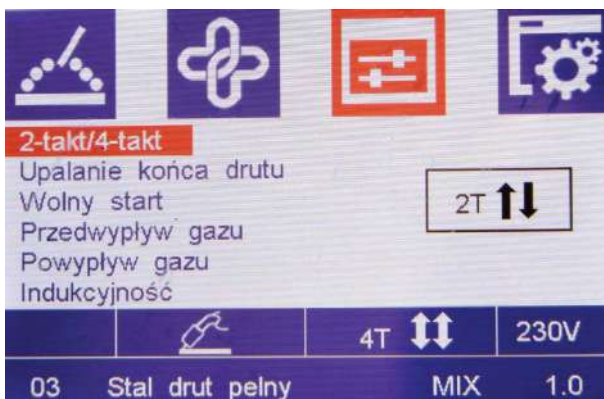 2-takt/4-takt
Upalanie końca drutu
Wolny start
2T
Przedwypływ gazu
Powypływ gazu
Indukcyjność
4T 230V
03 Stal drut pełny MIX 1.0